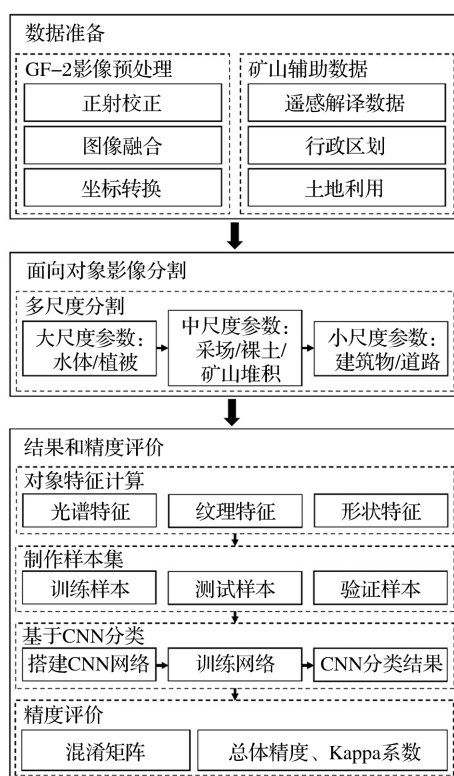 数据准备
GF-2影像预处理
矿山辅助数据
正射校正
遥感解译数据
图像融合
行政区划
坐标转换
土地利用
面向对象影像分割
多尺度分割
大尺度参数：
水体/植被
中尺度参数：
采场/裸土/
矿山堆积
小尺度参数：
建筑物/道路
结果和精度评价
对象特征计算
光谱特征
纹理特征
形状特征
制作样本集
训练样本
测试样本
验证样本
基于CNN分类
搭建CNN网络
训练网络
CNN分类结果
精度评价
混淆矩阵
总体精度、Kappa系数